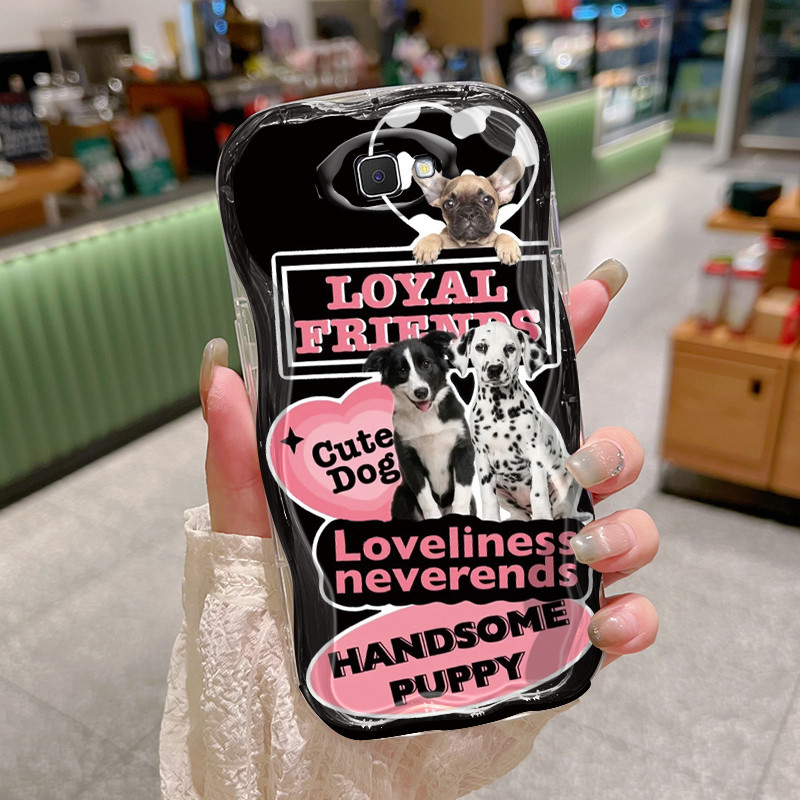 LOYAL
FRIENDS
Cute
Dog
Loveliness
neverends
HANDSOME
PUPPY